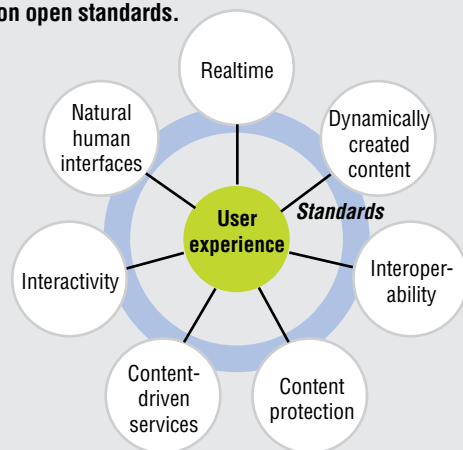 on open standards.
Realtime
Natural
human
interfaces
Dynamically
created
content
Standards
User
experience
Interactivity
Interoper-
ability
Content-
driven
services
Content
protection